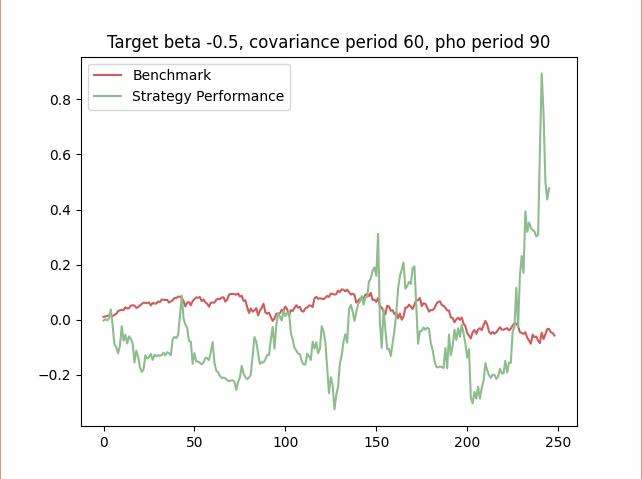 Target beta -0.5, covariance period 60, pho period 90
Benchmark
Strategy Performance
0.8
0.6
0.4
0.2
0.0
−0.2
0 50 100 150 200 250